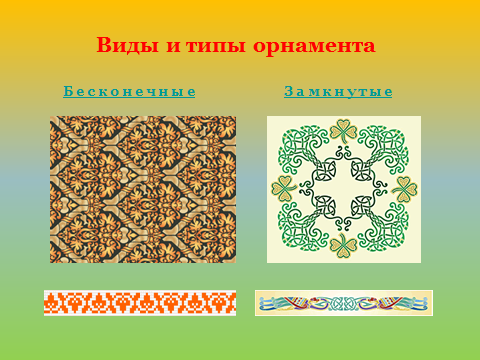 Виды и типы орнамента
Бесконечные
Замкнутые